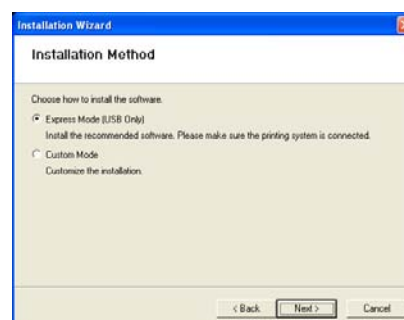 Installation Wizard
Installation Method
Choose how to install the software.
Express Mode (USB Only)
Install the recommended software. Please make sure the printing system is connected.
Custom Mode
Customize the installation.
< Back
Next >
Cancel